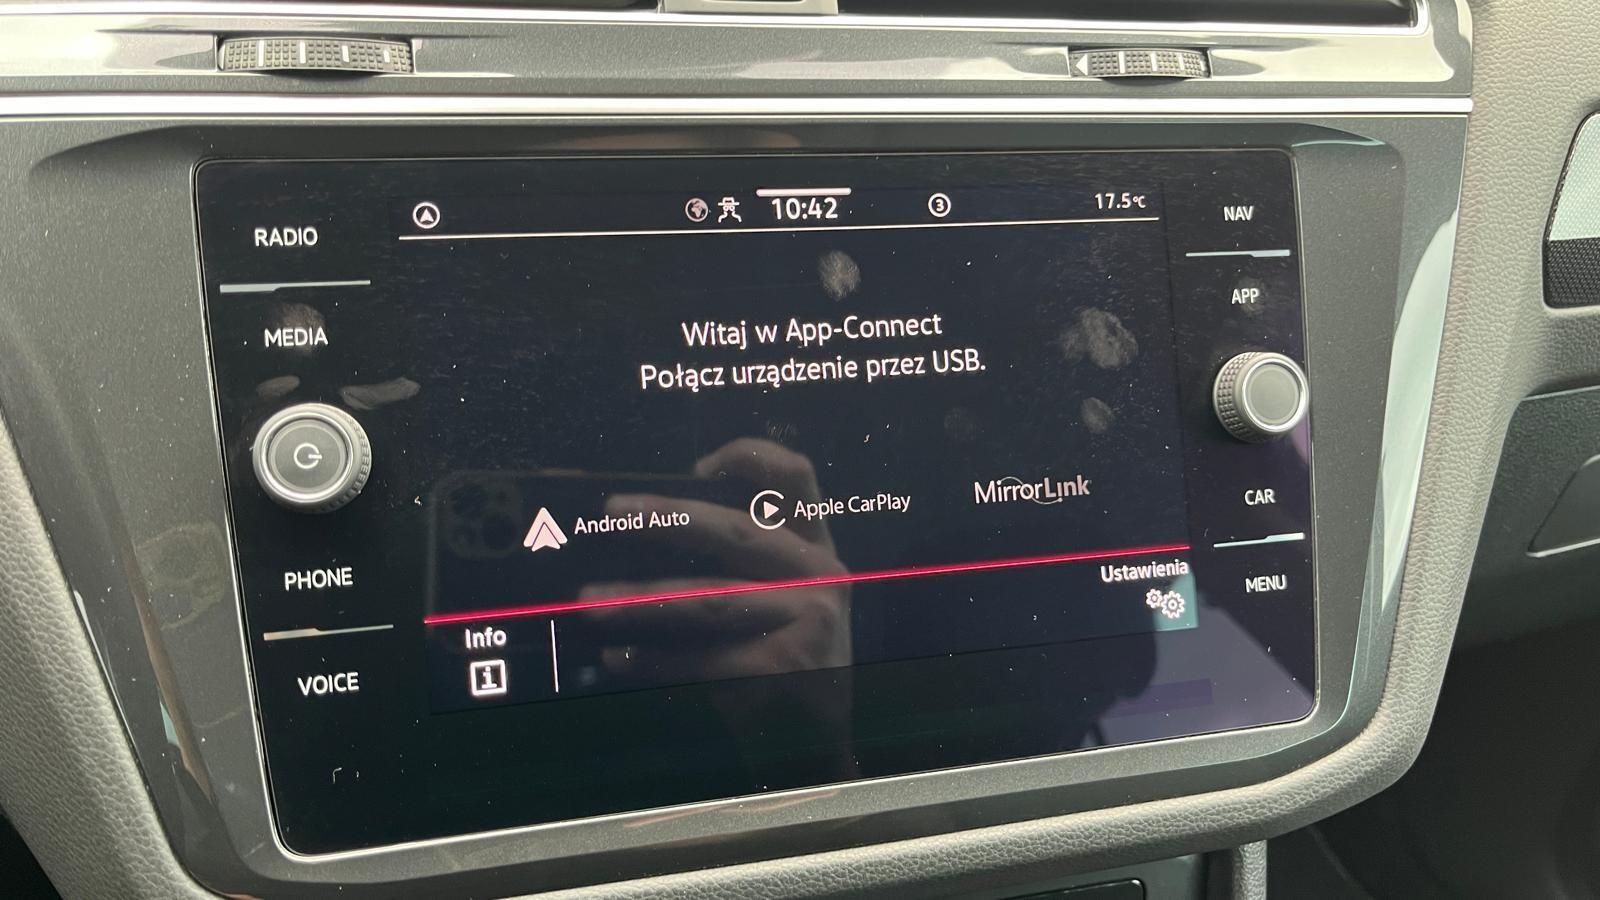 10:42
3
17.5°C
RADIO
MEDIA
PHONE
VOICE
Witaj w App-Connect
Połącz urządzenie przez USB.
Android Auto
Apple CarPlay
MirrorLink
Ustawienia
Info
i
NAV
APP
CAR
MENU